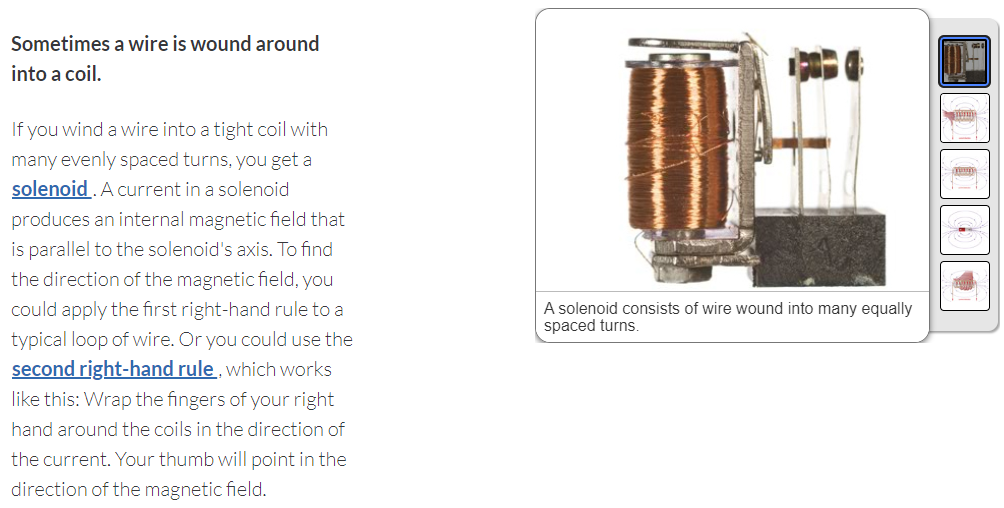 Sometimes a wire is wound around
into a coil.
If you wind a wire into a tight coil with
many evenly spaced turns, you get a
solenoid . A current in a solenoid
produces an internal magnetic field that
is parallel to the solenoid's axis. To find
the direction of the magnetic field, you
could apply the first right-hand rule to a
typical loop of wire. Or you could use the
second right-hand rule , which works
like this: Wrap the fingers of your right
hand around the coils in the direction of
the current. Your thumb will point in the
direction of the magnetic field.
A solenoid consists of wire wound into many equally
spaced turns.